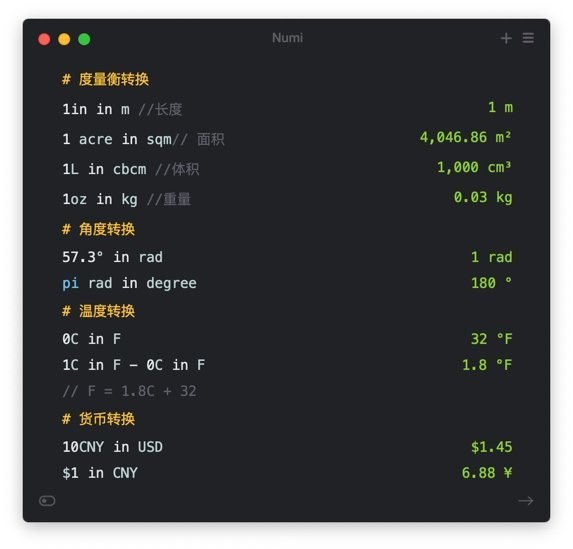 Numi
# 度量衡转换
1in in m //长度 1 m
1 acre in sqm// 面积 4,046.86 m²
1L in cbcm //体积 1,000 cm³
1oz in kg //重量 0.03 kg
# 角度转换
57.3° in rad 1 rad
pi rad in degree 180 °
# 温度转换
0C in F 32 °F
1C in F - 0C in F 1.8 °F
// F = 1.8C + 32
# 货币转换
10CNY in USD $1.45
$1 in CNY 6.88 ¥